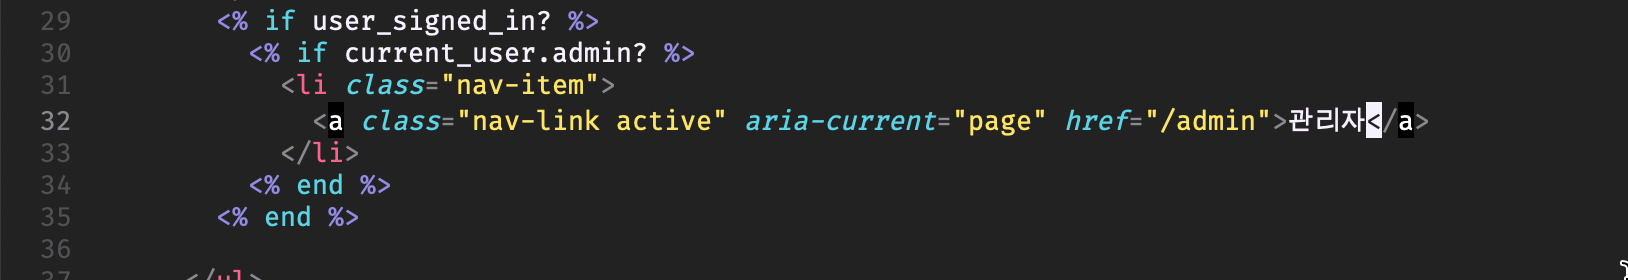 29 <% if user_signed_in? %>
30 <% if current_user.admin? %>
31 <li class="nav-item">
32 <a class="nav-link active" aria-current="page" href="/admin">관리자</a>
33 </li>
34 <% end %>
35 <% end %>
36
37 </ul>